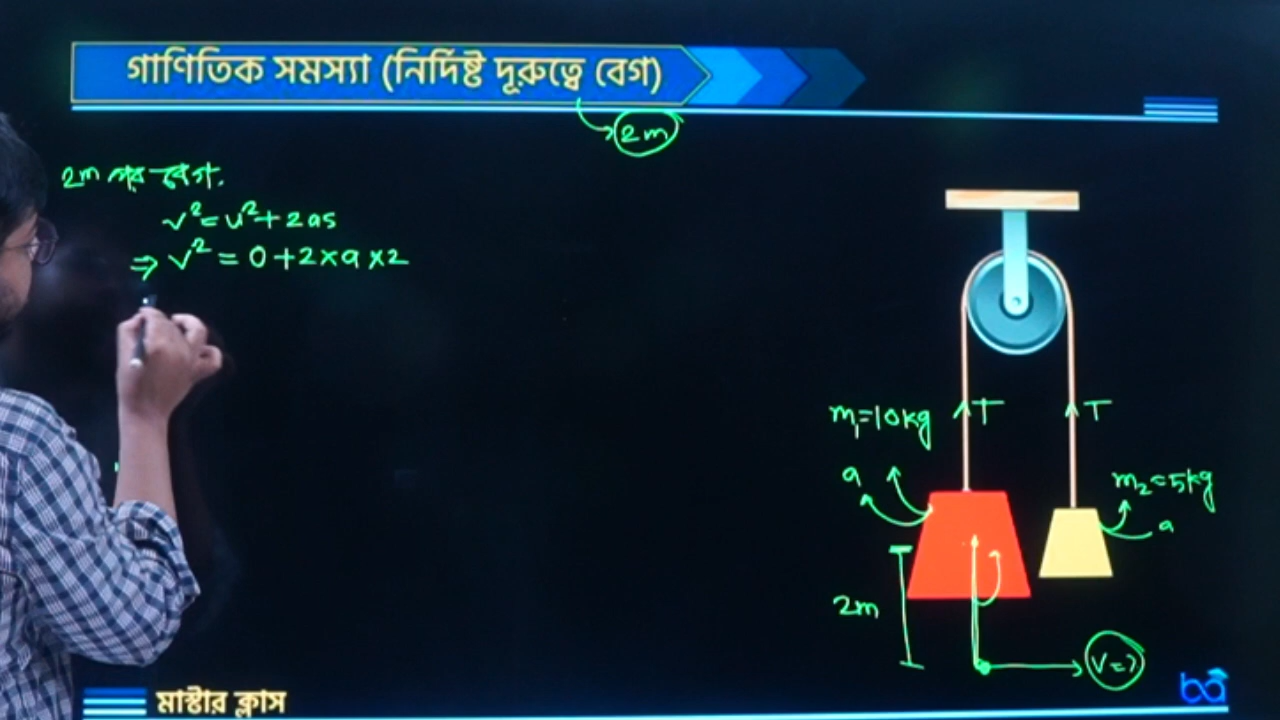 গাণিতিক সমস্যা (নির্দিষ্ট দূরুত্বে বেগ)
2m
2m পর বেগ.
v²=u²+2as
⇒ v² = 0+2×a×2
m₁=10kg
T
T
a
m₂=5kg
a
2m
v=?
মাস্টার ক্লাস